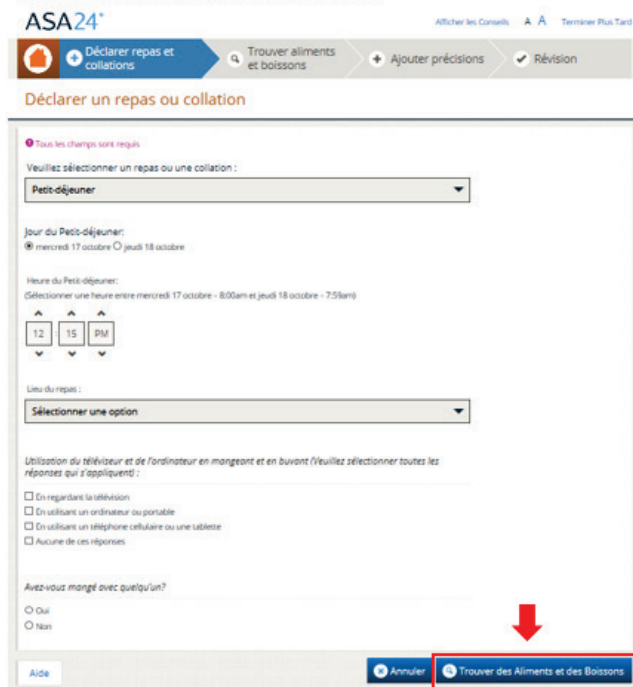 ASA24*
Afficher les Conseils A A Terminer Plus Tard
Déclarer repas et
collations
Trouver aliments
et boissons
Ajouter précisions
Révision
Déclarer un repas ou collation
Tous les champs sont requis
Veuillez sélectionner un repas ou une collation :
Petit-déjeuner
Jour du Petit-déjeuner:
mercredi 17 octobre jeudi 18 octobre
Heure du Petit-déjeuner:
(Sélectionner une heure entre mercredi 17 octobre – 8:00am et jeudi 18 octobre – 7:59am)
12 : 15 PM
Lieu du repas :
Sélectionner une option
Utilisation du téléviseur et de l'ordinateur en mangeant et en buvant (Veuillez sélectionner toutes les
réponses qui s'appliquent) :
En regardant la télévision
En utilisant un ordinateur ou portable
En utilisant un téléphone cellulaire ou une tablette
Aucune de ces réponses
Avez-vous mangé avec quelqu'un?
Oui
Non
Aide
Annuler
Trouver des Aliments et des Boissons